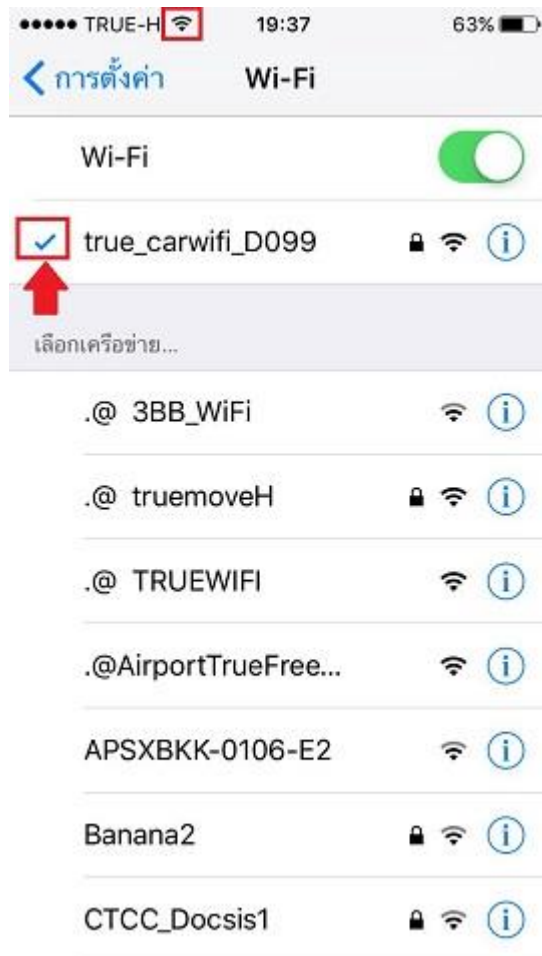 TRUE-H 19:37 63%
การตั้งค่า Wi-Fi
Wi-Fi
true_carwifi_D099
เลือกเครือข่าย...
.@ 3BB_WiFi
.@ truemoveH
.@ TRUEWIFI
.@AirportTrueFree...
APSXBKK-0106-E2
Banana2
CTCC_Docsis1